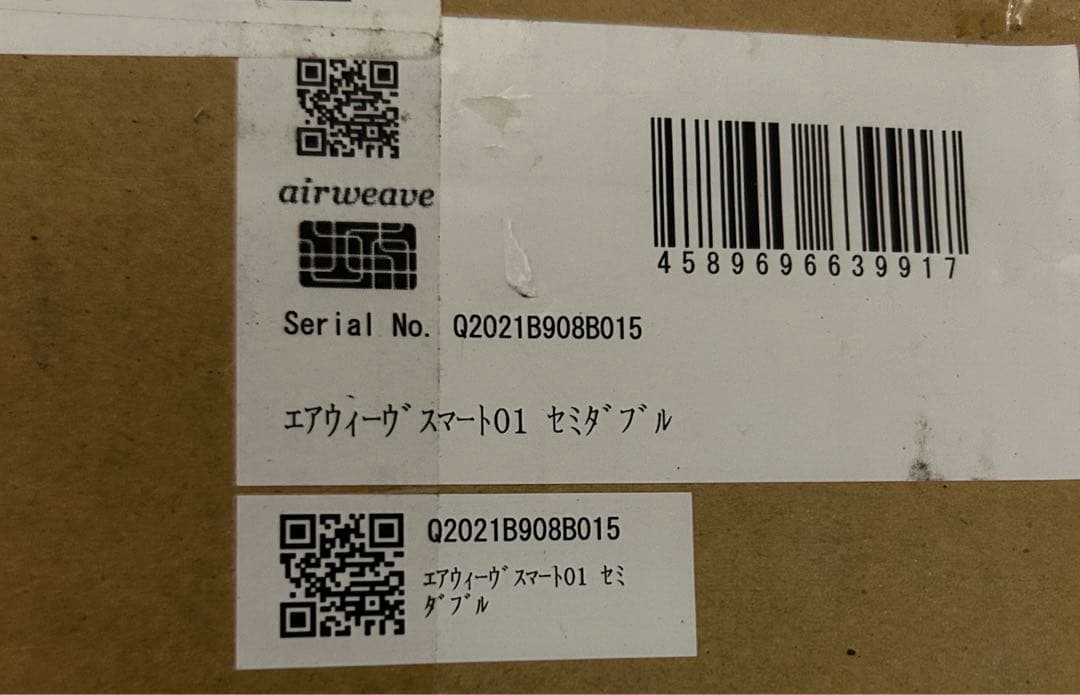 airweave
4589696639917
Serial No. Q2021B908B015
ｴｱｳｨｰｳﾞｽﾏｰﾄ01 ｾﾐﾀﾞﾌﾞﾙ
Q2021B908B015
ｴｱｳｨｰｳﾞｽﾏｰﾄ01 ｾﾐ
ﾀﾞﾌﾞﾙ